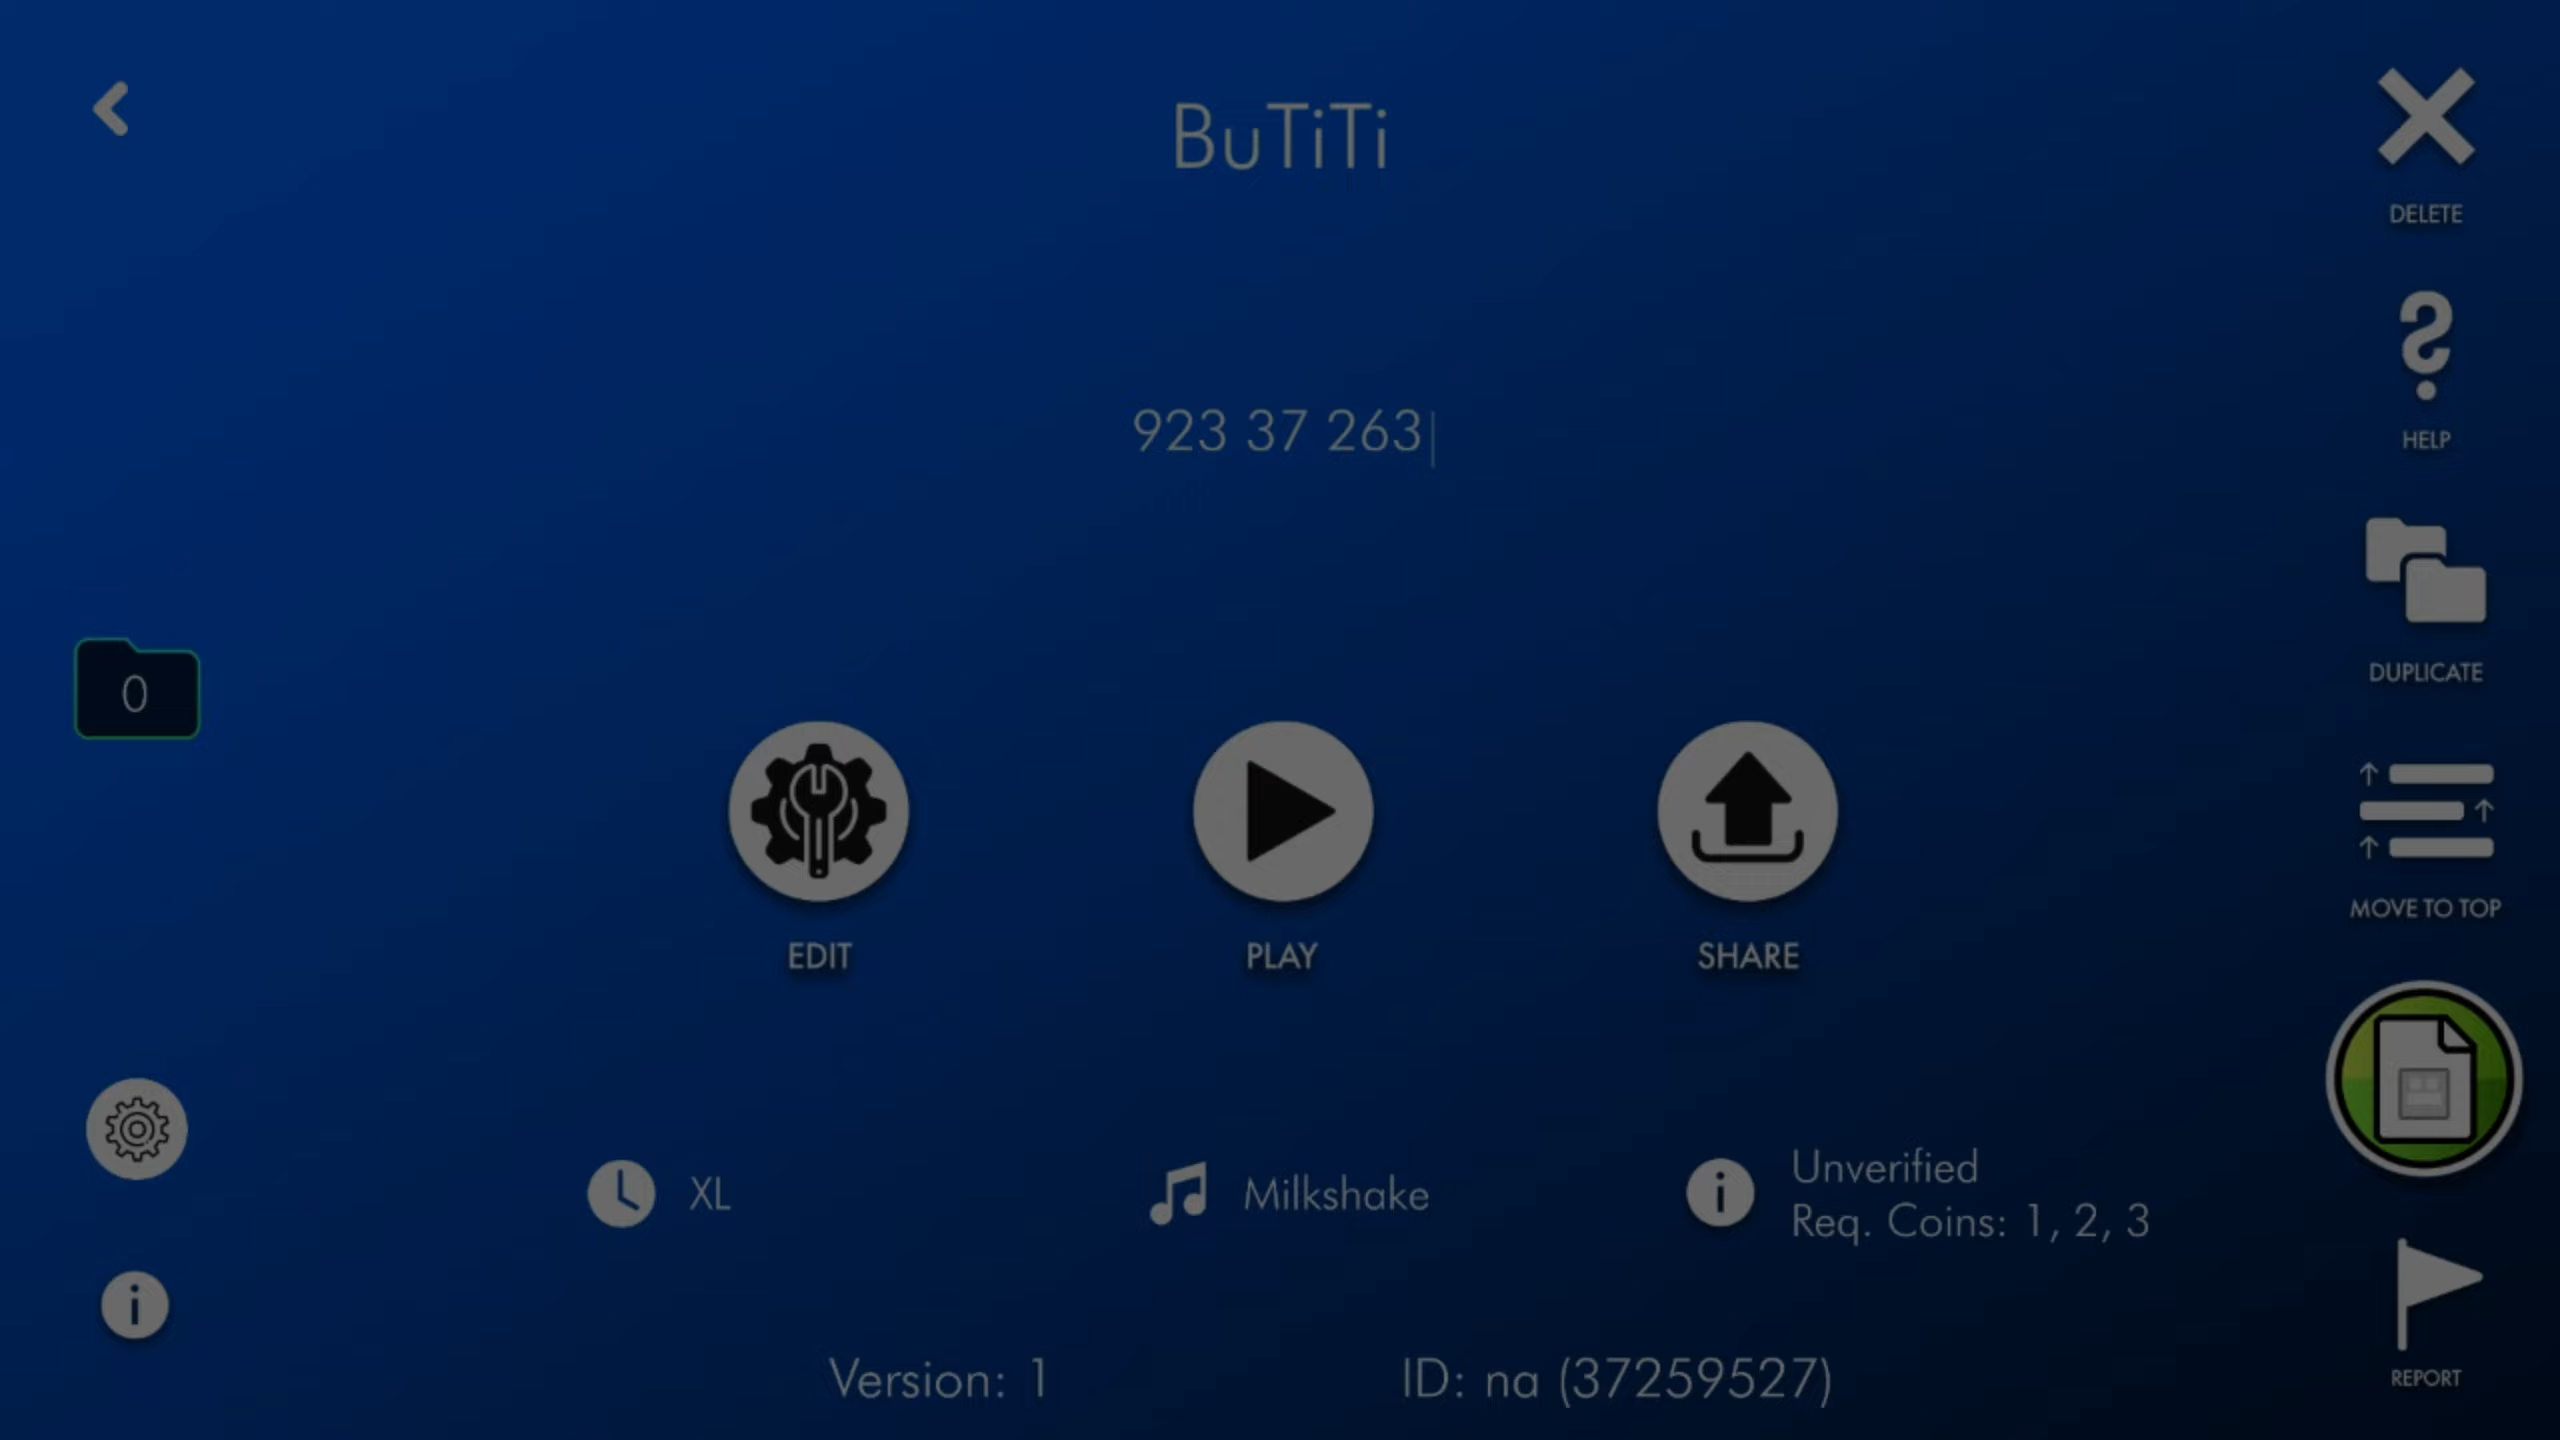 BuTiTi
DELETE
923 37 263
HELP
DUPLICATE
0
MOVE TO TOP
EDIT
PLAY
SHARE
XL
Milkshake
Unverified
Req. Coins: 1, 2, 3
Version: 1
ID: na (37259527)
REPORT